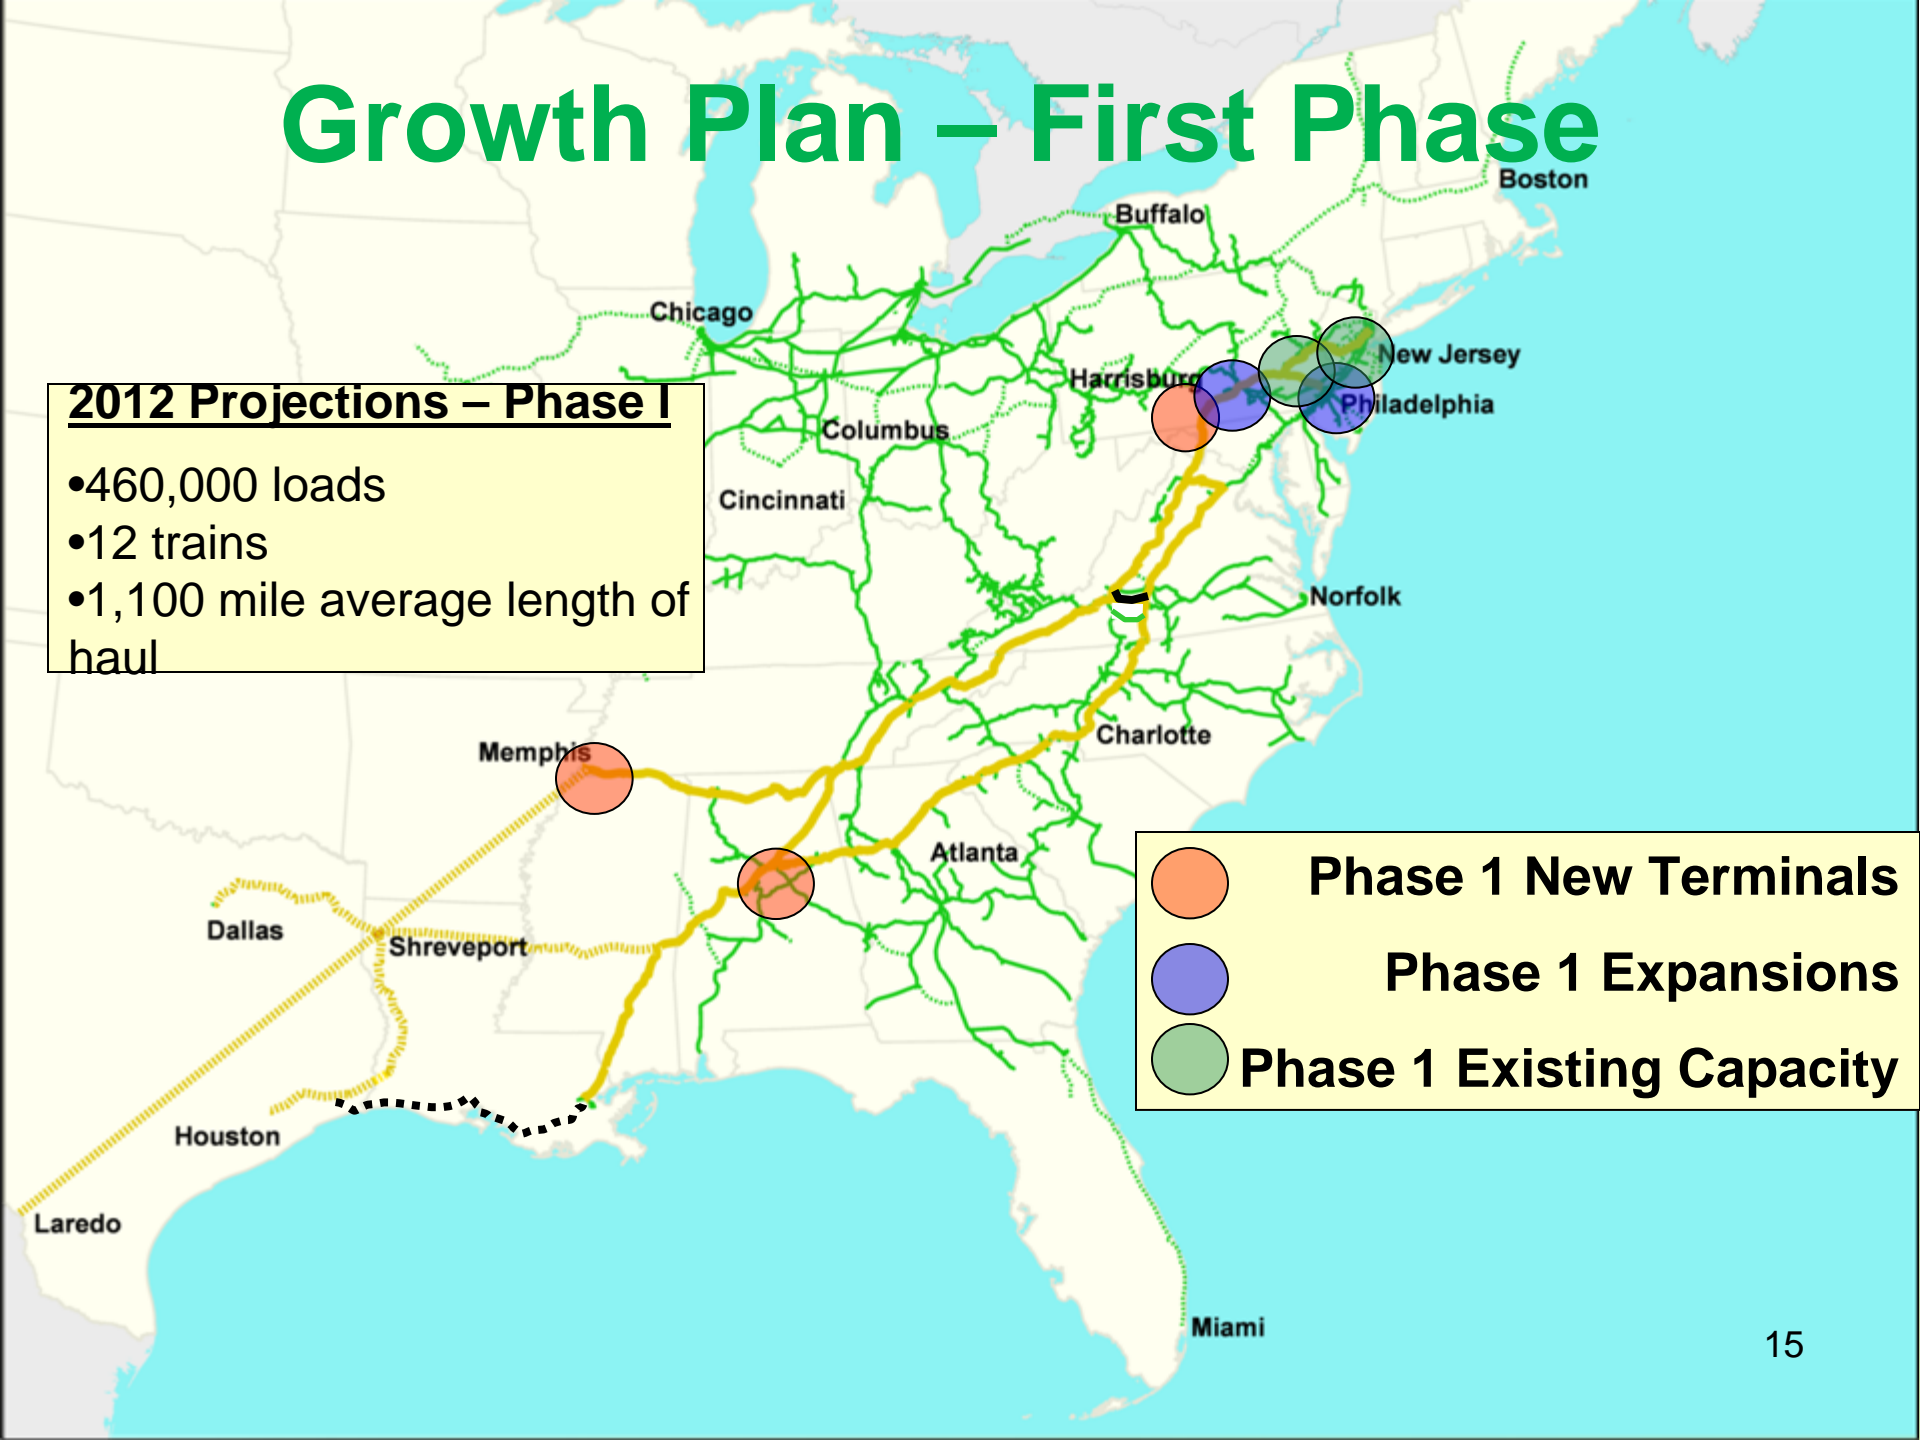 Growth Plan – First Phase
Boston
Buffalo
Chicago
New Jersey
Harrisburg
Philadelphia
2012 Projections – Phase I
•460,000 loads
•12 trains
•1,100 mile average length of
haul
Columbus
Cincinnati
Norfolk
Charlotte
Memphis
Atlanta
Phase 1 New Terminals
Phase 1 Expansions
Phase 1 Existing Capacity
Dallas
Shreveport
Houston
Laredo
Miami
15